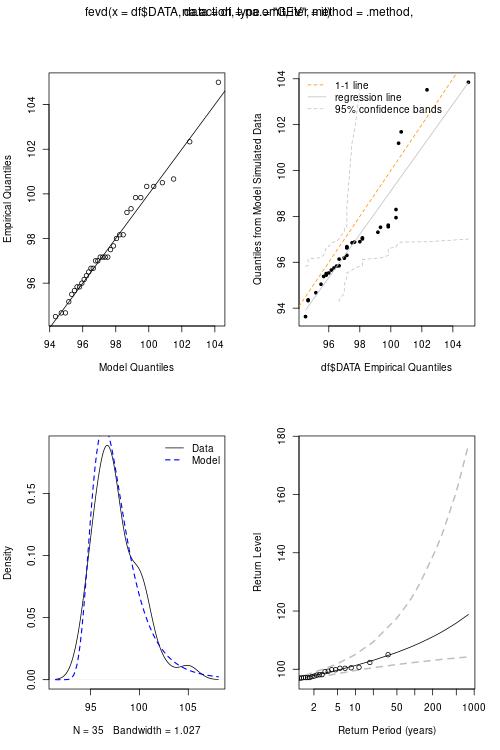 fevd(x = df$DATA, data = df, type = "GEV", method = .method,
104
102
100
98
96
Empirical Quantiles
94 96 98 100 102 104
Model Quantiles
104
102
100
98
96
94
Quantiles from Model Simulated Data
1-1 line
regression line
95% confidence bands
96 98 100 102 104
df$DATA Empirical Quantiles
0.15
0.10
0.05
0.00
Density
Data
Model
95 100 105
N = 35 Bandwidth = 1.027
180
160
140
120
100
Return Level
2 5 10 50 200 1000
Return Period (years)